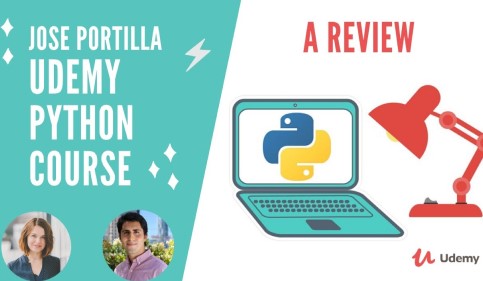 JOSE PORTILLA
UDEMY
PYTHON
COURSE
A REVIEW
Udemy